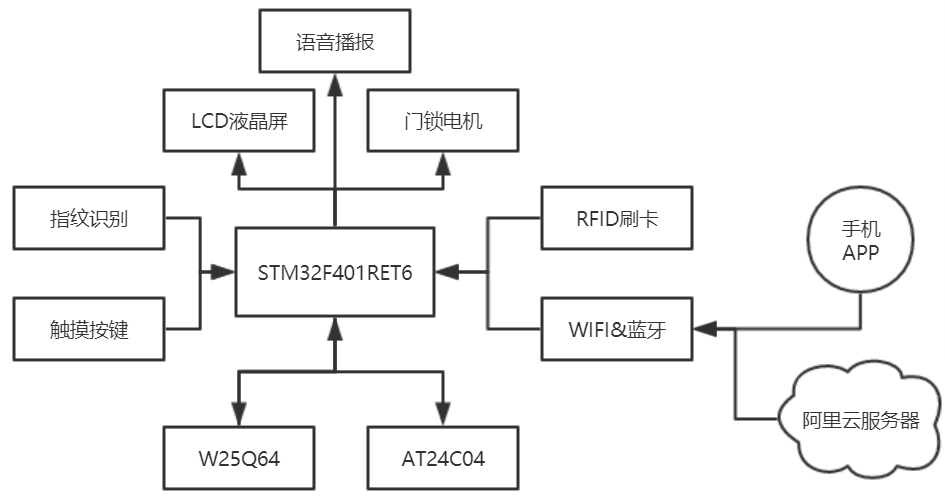 语音播报
LCD液晶屏
门锁电机
指纹识别
RFID刷卡
手机
APP
STM32F401RET6
触摸按键
WIFI&蓝牙
阿里云服务器
W25Q64
AT24C04